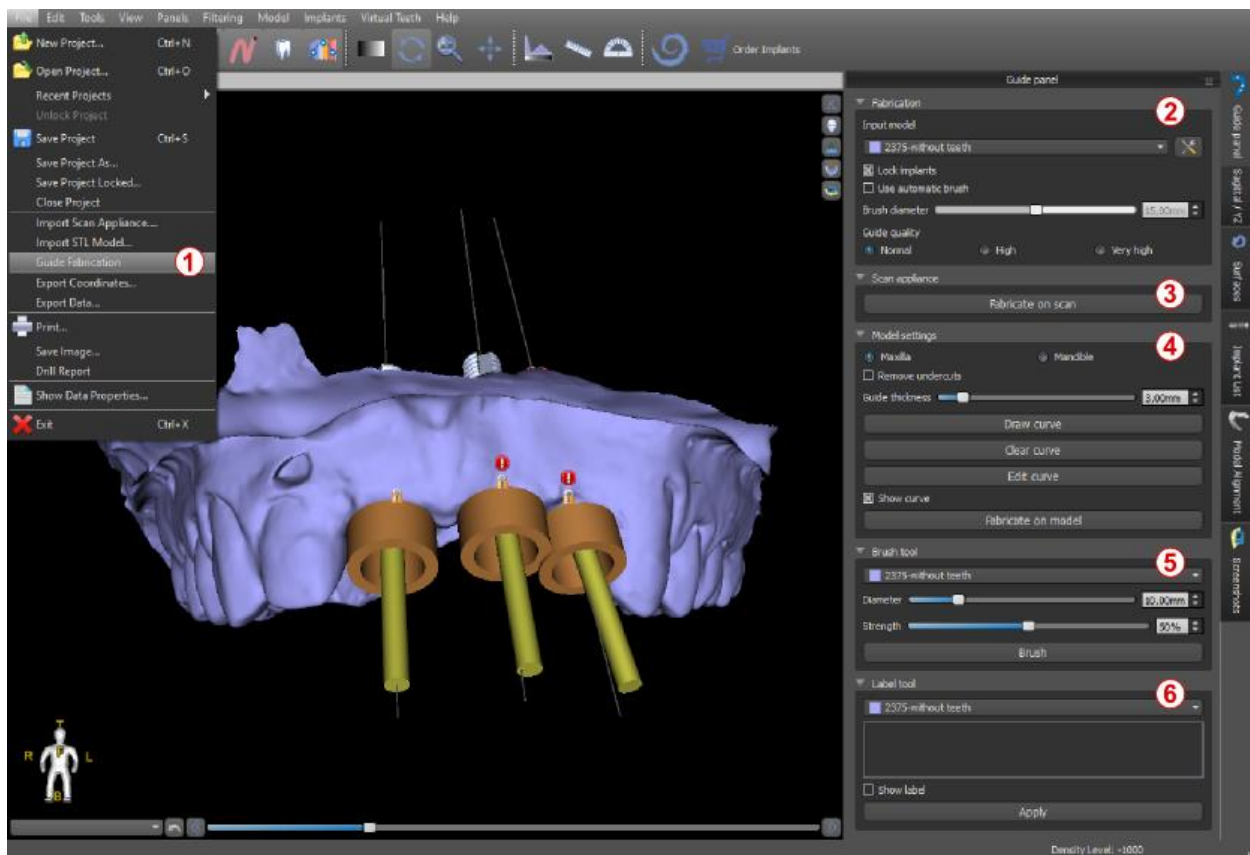 File Edit Tools View Panels Filtering Model Implants Virtual Teeth Help
New Project... Ctrl+N
Open Project... Ctrl+O
Recent Projects
Unlock Project
Save Project Ctrl+S
Save Project As...
Save Project Locked...
Close Project
Import Scan Appliance...
Import STL Model...
Guide Fabrication 1
Export Coordinates...
Export Data...
Print...
Save Image...
Drill Report
Show Data Properties...
Exit Ctrl+X
Order Implants
R L
T
F
B
Guide panel
Fabrication 2
Input model
2375-without teeth
Lock implants
Use automatic brush
Brush diameter 15.00mm
Guide quality
Normal High Very high
Scan appliance
Fabricate on scan 3
Model settings
Maxilla Mandible 4
Remove undercuts
Guide thickness 3.00mm
Draw curve
Clear curve
Edit curve
Show curve
Fabricate on model
Brush tool
2375-without teeth 5
Diameter 10.00mm
Strength 50%
Brush
Label tool 6
2375-without teeth
Show label
Apply
Guide panel
Sagittal / YZ
Surfaces
Implant List
Model Alignment
Screenshots
Density Level: -1000